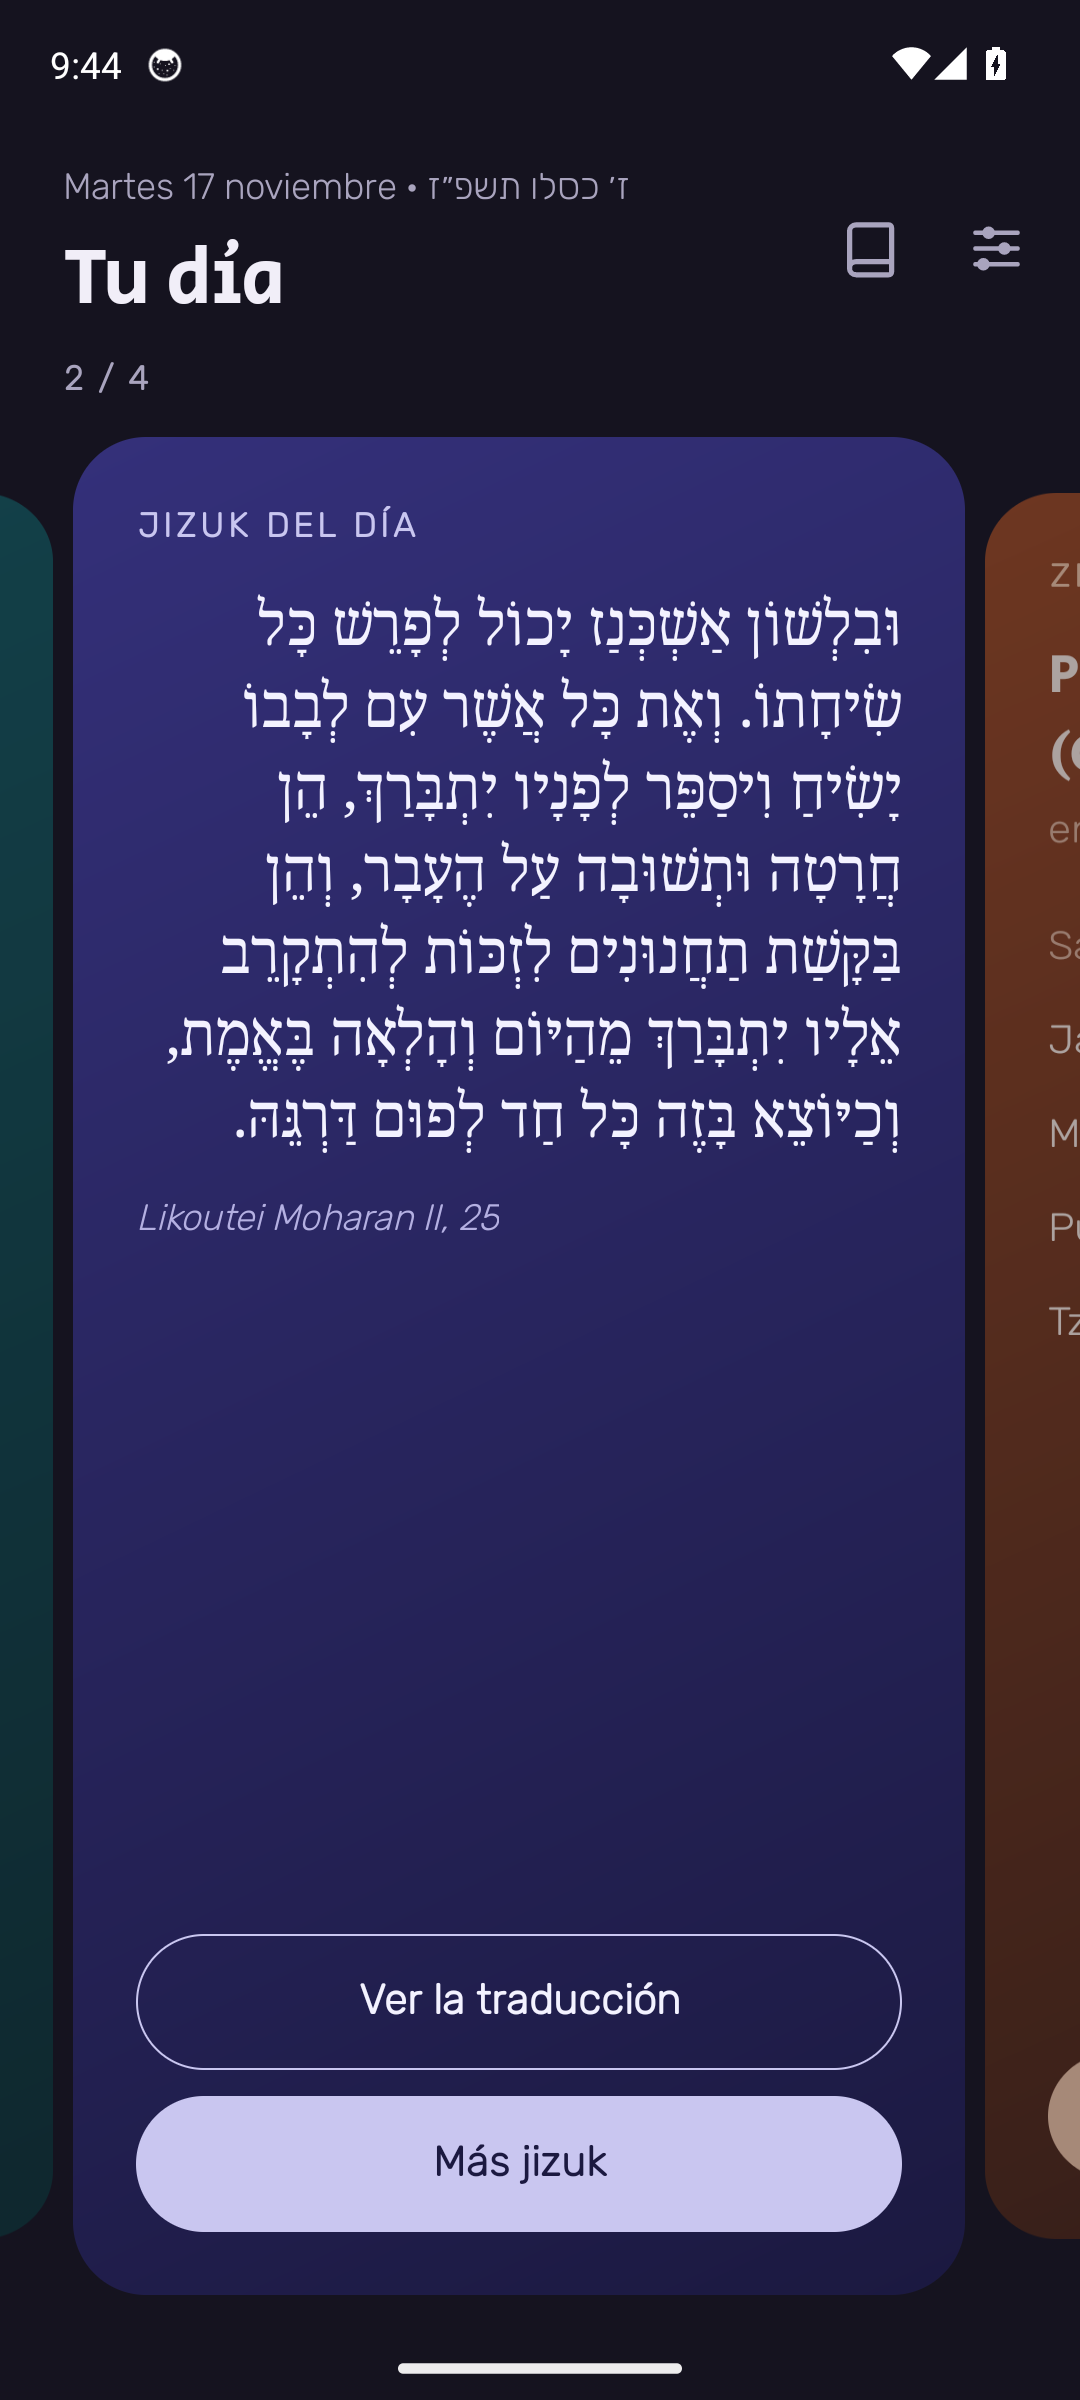 9:44
Martes 17 noviembre • ז׳ כסלו תשפ״ז
Tu día
2 / 4
JIZUK DEL DÍA
וּבִלְשׁוֹן אַשְׁכְּנַז יָכוֹל לְפָרֵשׁ כָּל
שִׂיחָתוֹ. וְאֶת כָּל אֲשֶׁר עִם לְבָבוֹ
יָשִׂיחַ וִיסַפֵּר לְפָנָיו יִתְבָּרַךְ, הֵן
חֲרָטָה וּתְשׁוּבָה עַל הֶעָבָר, וְהֵן
בַּקָּשַׁת תַחֲנוּנִים לִזְכּוֹת לְהִתְקָרֵב
אֵלָיו יִתְבָּרַךְ מֵהַיּוֹם וְהָלְאָה בֶּאֱמֶת,
וְכַיּוֹצֵא בָּזֶה כָּל חַד לְפוּם דַּרְגֵּהּ.
Likoutei Moharan II, 25
Ver la traducción
Más jizuk